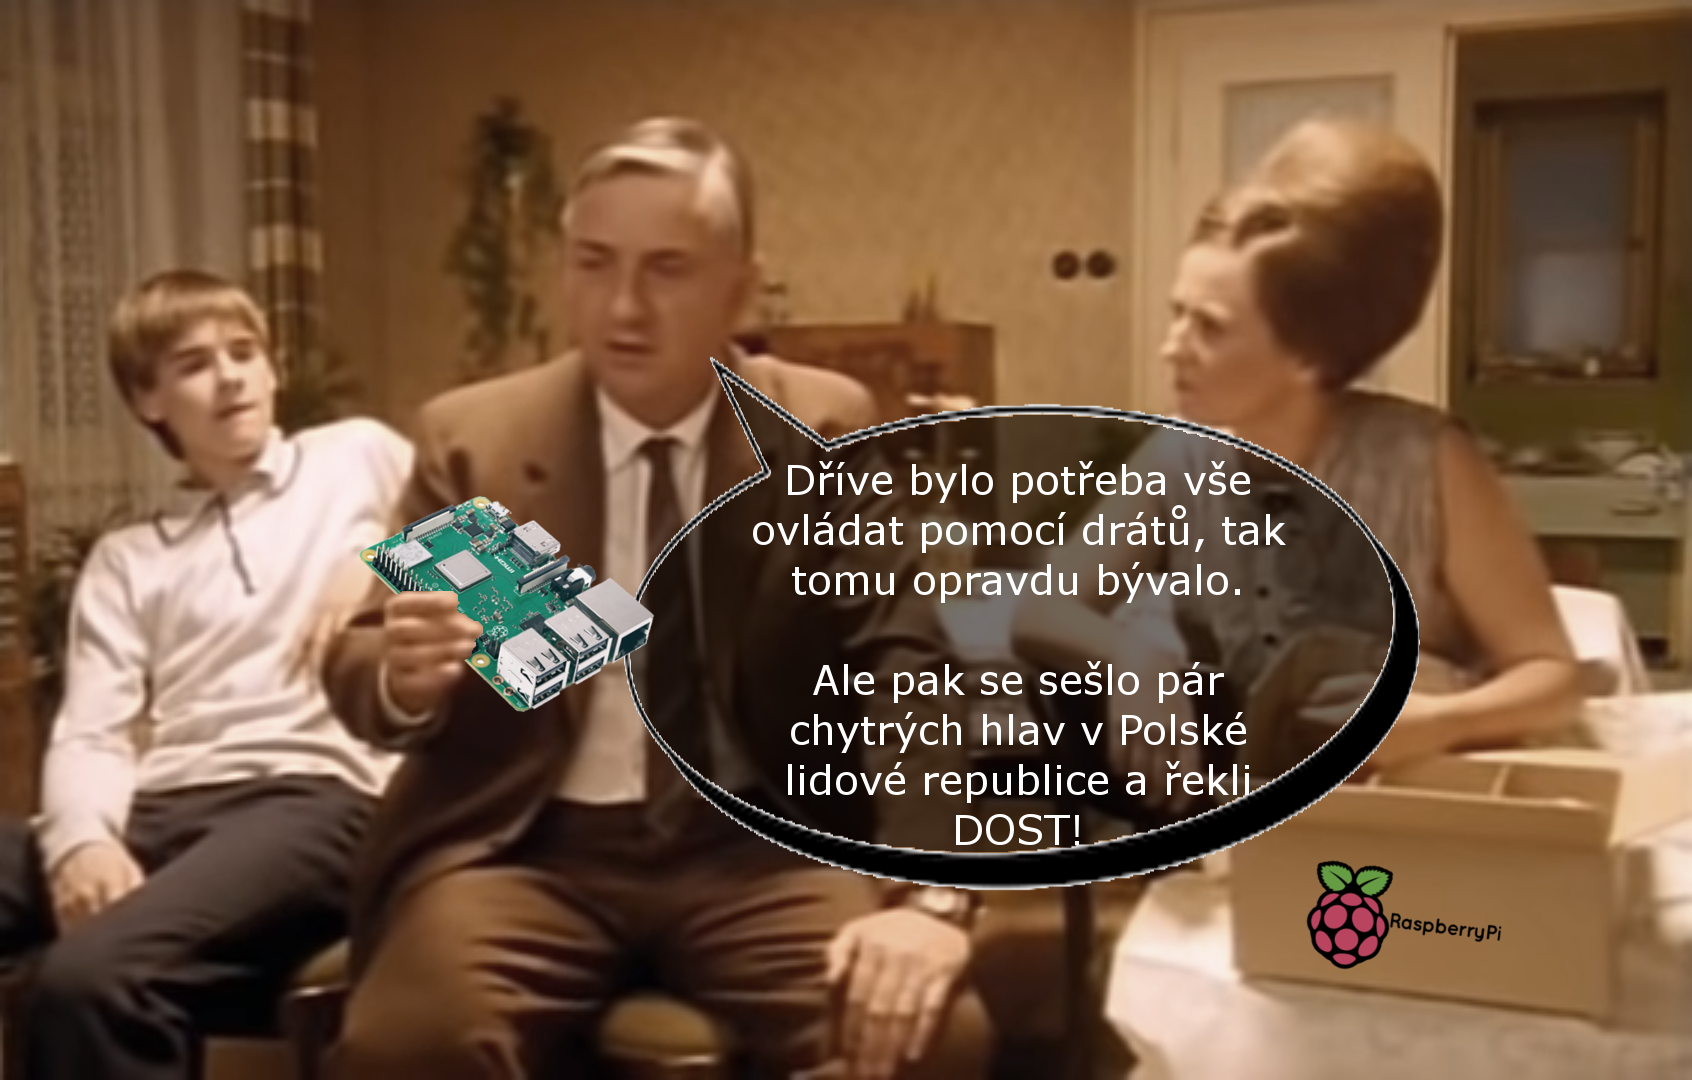 Dříve bylo potřeba vše
ovládat pomocí drátů, tak
tomu opravdu bývalo.
Ale pak se sešlo pár
chytrých hlav v Polské
lidové republice a řekli
DOST!
RaspberryPi